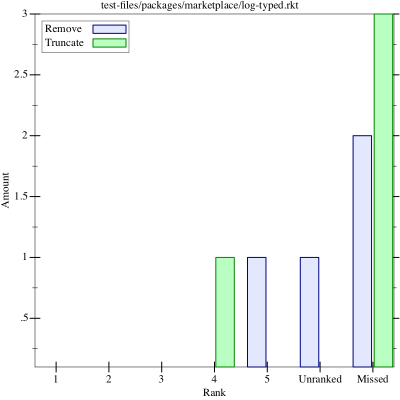 test-files/packages/marketplace/log-typed.rkt
3
Remove
Truncate
2.5
2
1.5
1
.5
Amount
1 2 3 4 5 Unranked Missed
Rank